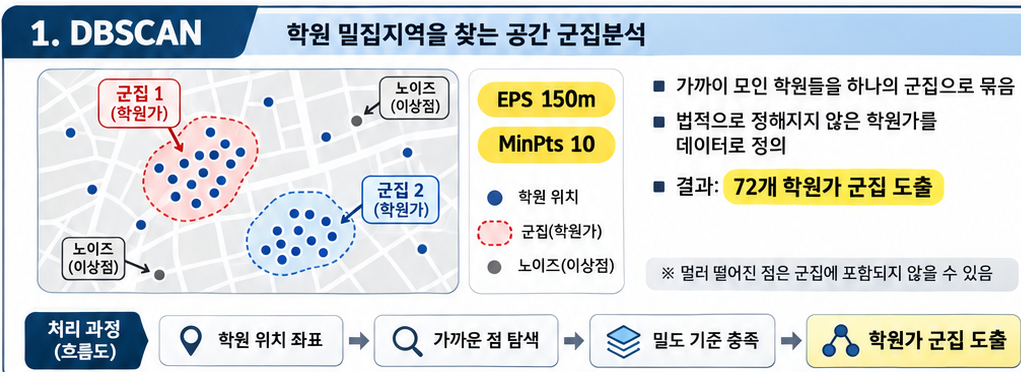 1. DBSCAN
학원 밀집지역을 찾는 공간 군집분석
군집 1
(학원가)
노이즈
(이상점)
군집 2
(학원가)
노이즈
(이상점)
EPS 150m
MinPts 10
학원 위치
군집(학원가)
노이즈(이상점)
■ 가까이 모인 학원들을 하나의 군집으로 묶음
■ 법적으로 정해지지 않은 학원가를
데이터로 정의
■ 결과: 72개 학원가 군집 도출
※ 멀러 떨어진 점은 군집에 포함되지 않을 수 있음
처리 과정
(흐름도)
학원 위치 좌표
가까운 점 탐색
밀도 기준 충족
학원가 군집 도출